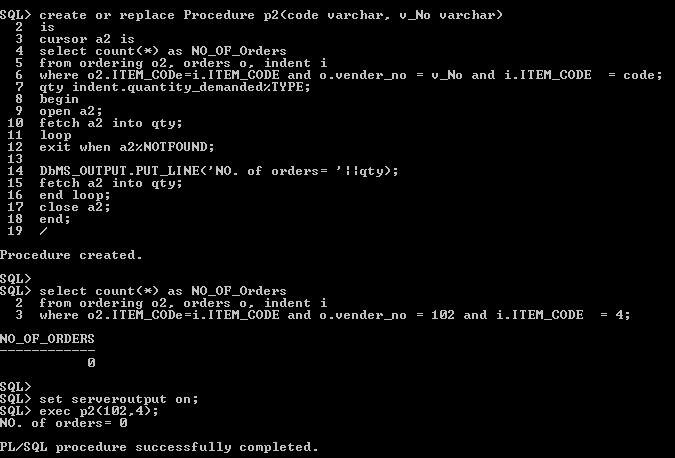 SQL> create or replace Procedure p2(code varchar, v_No varchar)
2 is
3 cursor a2 is
4 select count(*) as NO_OF_Orders
5 from ordering o2, orders o, indent i
6 where o2.ITEM_CODe=i.ITEM_CODE and o.vender_no = v_No and i.ITEM_CODE = code;
7 qty indent.quantity_demanded%TYPE;
8 begin
9 open a2;
10 fetch a2 into qty;
11 loop
12 exit when a2%NOTFOUND;
13
14 DbMS_OUTPUT.PUT_LINE('NO. of orders= '||qty);
15 fetch a2 into qty;
16 end loop;
17 close a2;
18 end;
19 /
Procedure created.
SQL>
SQL> select count(*) as NO_OF_Orders
2 from ordering o2, orders o, indent i
3 where o2.ITEM_CODe=i.ITEM_CODE and o.vender_no = 102 and i.ITEM_CODE = 4;
NO_OF_ORDERS
------------
0
SQL>
SQL> set serveroutput on;
SQL> exec p2(102,4);
NO. of orders= 0
PL/SQL procedure successfully completed.